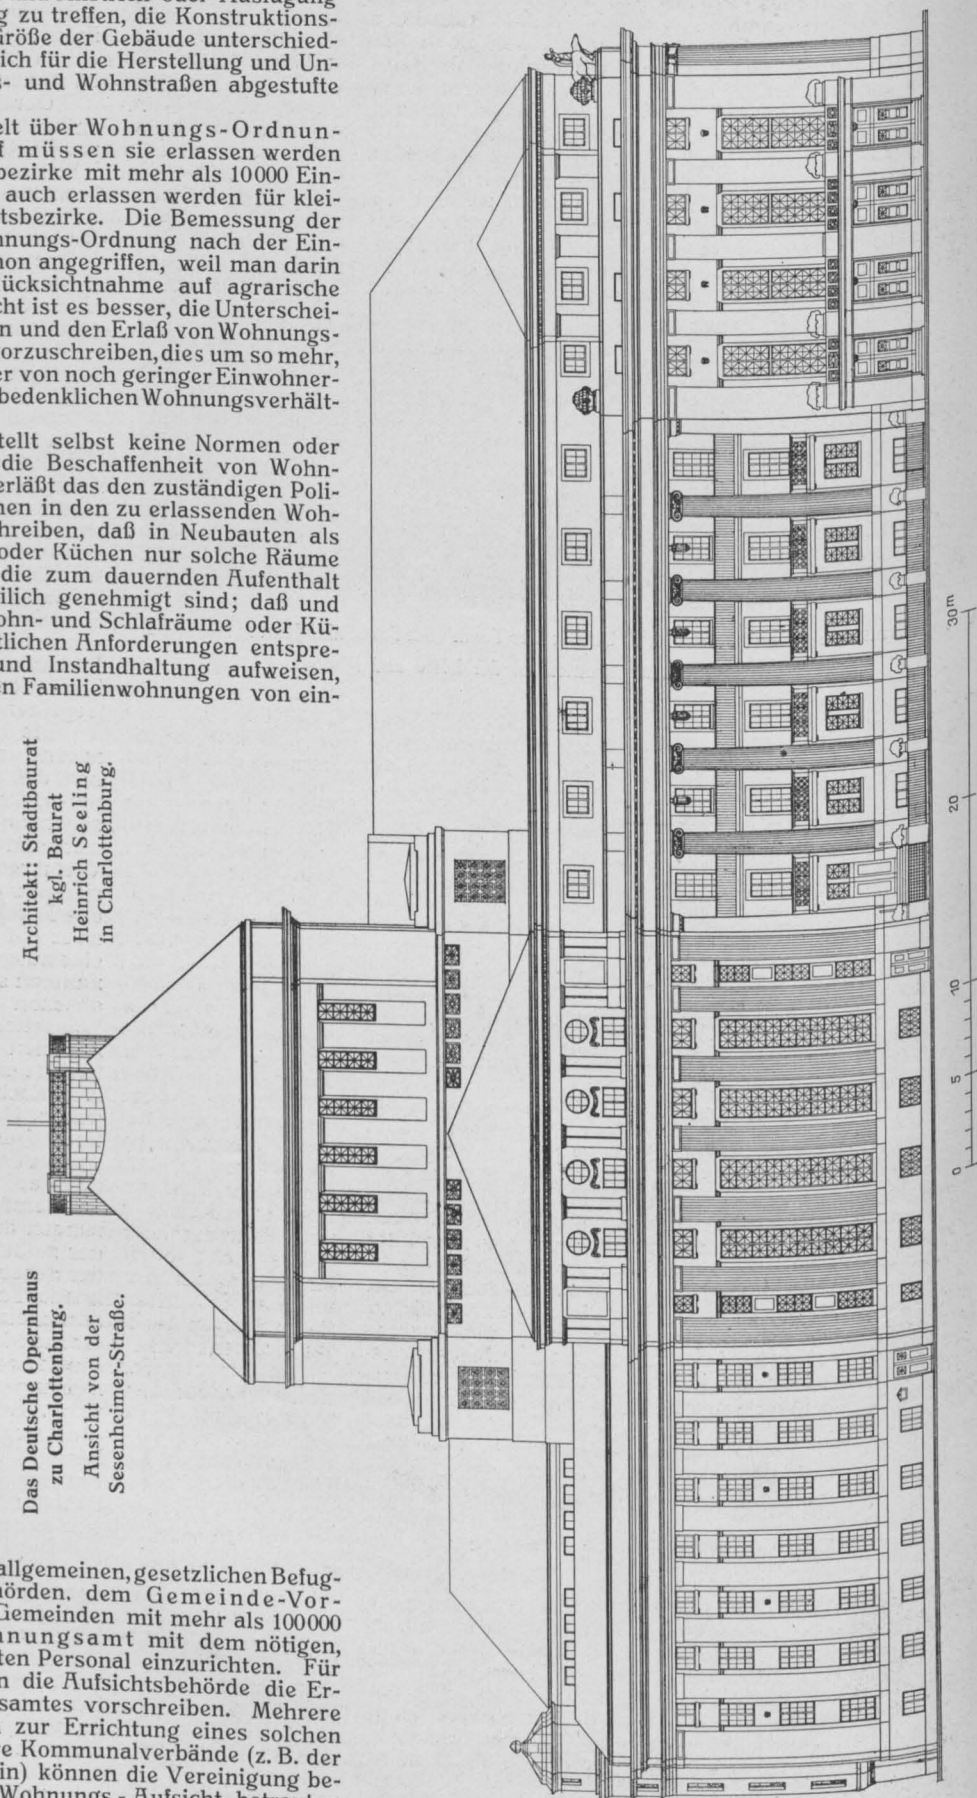 g zu treffen, die Konstruktions-
Größe der Gebäude unterschied-
ich für die Herstellung und Un-
s- und Wohnstraßen abgestufte
elt über Wohnungs-Ordnun-
f müssen sie erlassen werden
bezirke mit mehr als 10000 Ein-
auch erlassen werden für klei-
tsbezirke. Die Bemessung der
hnungs-Ordnung nach der Ein-
hon angegriffen, weil man darin
ücksichtnahme auf agrarische
cht ist es besser, die Unterschei-
n und den Erlaß von Wohnungs-
orzuschreiben, dies um so mehr,
er von noch geringer Einwohner-
bedenklichen Wohnungsverhält-
tellt selbst keine Normen oder
die Beschaffenheit von Wohn-
erläßt das den zuständigen Poli-
nen in den zu erlassenden Woh-
hreiben, daß in Neubauten als
oder Küchen nur solche Räume
die zum dauernden Aufenthalt
ilich genehmigt sind; daß und
ohn- und Schlafräume oder Kü-
tlichen Anforderungen entspre-
und Instandhaltung aufweisen,
en Familienwohnungen von ein-
Architekt: Stadtbaurat
kgl. Baurat
Heinrich Seeling
in Charlottenburg.
Das Deutsche Opernhaus
zu Charlottenburg.
Ansicht von der
Sesenheimer-Straße.
0 5 10 20 30m
allgemeinen, gesetzlichen Befug-
hörden, dem Gemeinde-Vor-
Gemeinden mit mehr als 100000
hnungsamt mit dem nötigen,
ten Personal einzurichten. Für
n die Aufsichtsbehörde die Er-
samtes vorschreiben. Mehrere
zur Errichtung eines solchen
e Kommunalverbände (z. B. der
in) können die Vereinigung be-
Wohnungs-Aufsicht